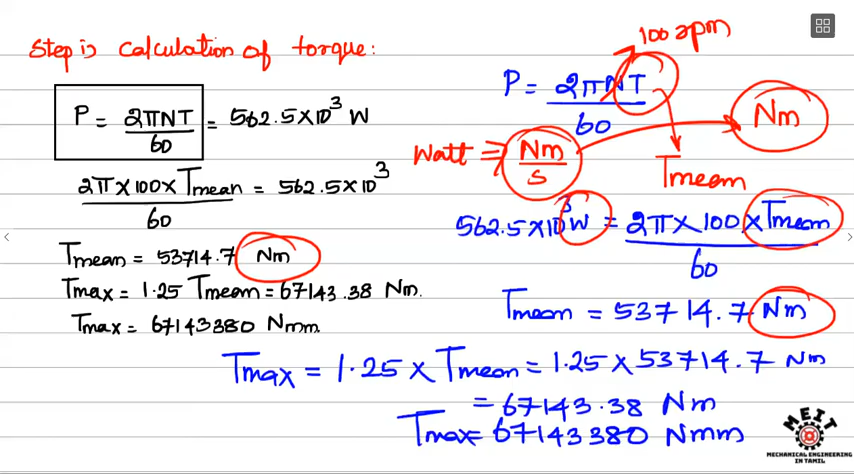 Step:- Calculation of torque:
P = 2πNT/60 = 562.5×10³ W
2π×100×Tmean/60 = 562.5×10³
Tmean = 53714.7 Nm
Tmax = 1.25 Tmean = 67143.38 Nm.
Tmax = 67143380 Nmm.
100 rpm
P = 2πNT/60
Nm
Watt = Nm/s
Tmean
562.5×10³ W = 2π×100×Tmean/60
Tmean = 53714.7 Nm
Tmax = 1.25 × Tmean = 1.25 × 53714.7 Nm
= 67143.38 Nm
Tmax = 67143380 Nmm
MEIT
MECHANICAL ENGINEERING
IN TAMIL